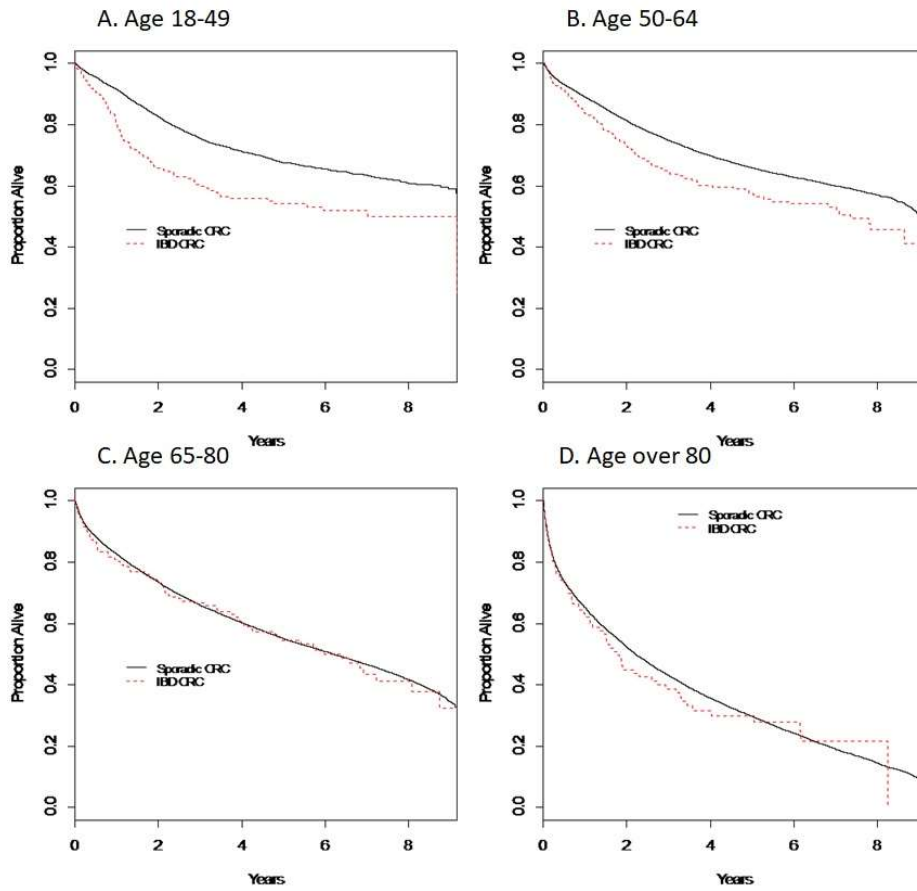 A. Age 18-49
Proportion Alive
0.0 0.2 0.4 0.6 0.8 1.0
Sporadic CRC
IBD CRC
0 2 4 6 8
Years
B. Age 50-64
Proportion Alive
0.0 0.2 0.4 0.6 0.8 1.0
Sporadic CRC
IBD CRC
0 2 4 6 8
Years
C. Age 65-80
Proportion Alive
0.0 0.2 0.4 0.6 0.8 1.0
Sporadic CRC
IBD CRC
0 2 4 6 8
Years
D. Age over 80
Proportion Alive
0.0 0.2 0.4 0.6 0.8 1.0
Sporadic CRC
IBD CRC
0 2 4 6 8
Years